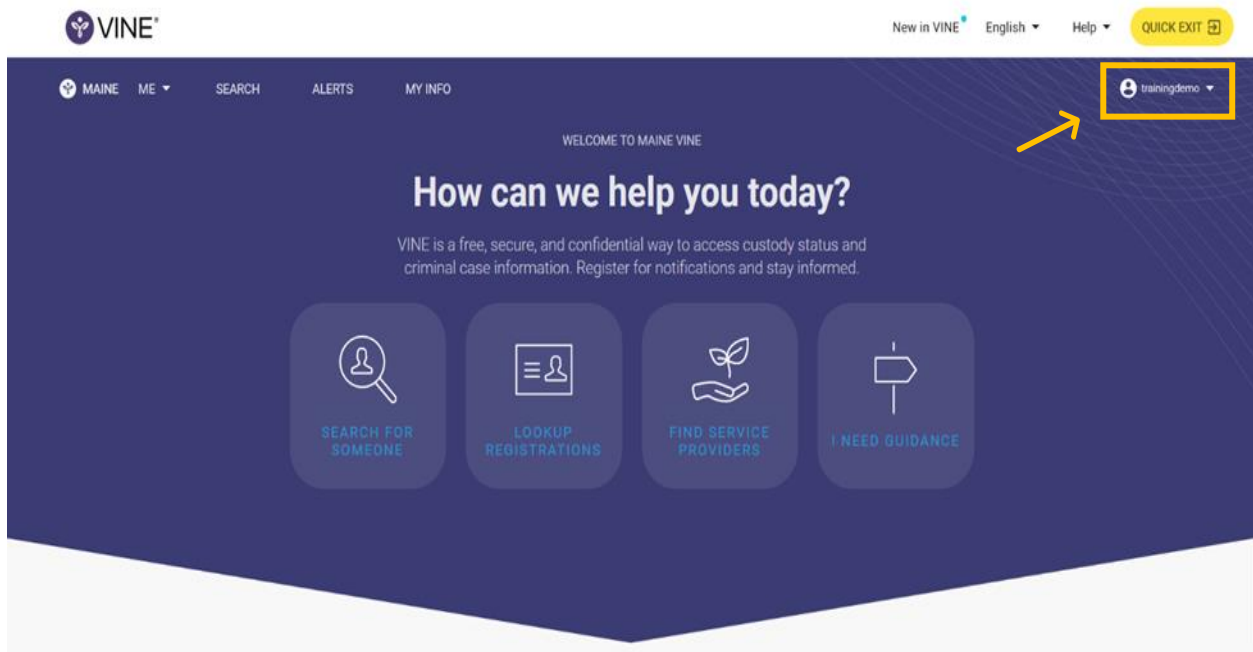 VINE®
New in VINE English Help QUICK EXIT
MAINE ME SEARCH ALERTS MY INFO trainingdemo
WELCOME TO MAINE VINE
How can we help you today?
VINE is a free, secure, and confidential way to access custody status and
criminal case information. Register for notifications and stay informed.
SEARCH FOR
SOMEONE
LOOKUP
REGISTRATIONS
FIND SERVICE
PROVIDERS
I NEED GUIDANCE